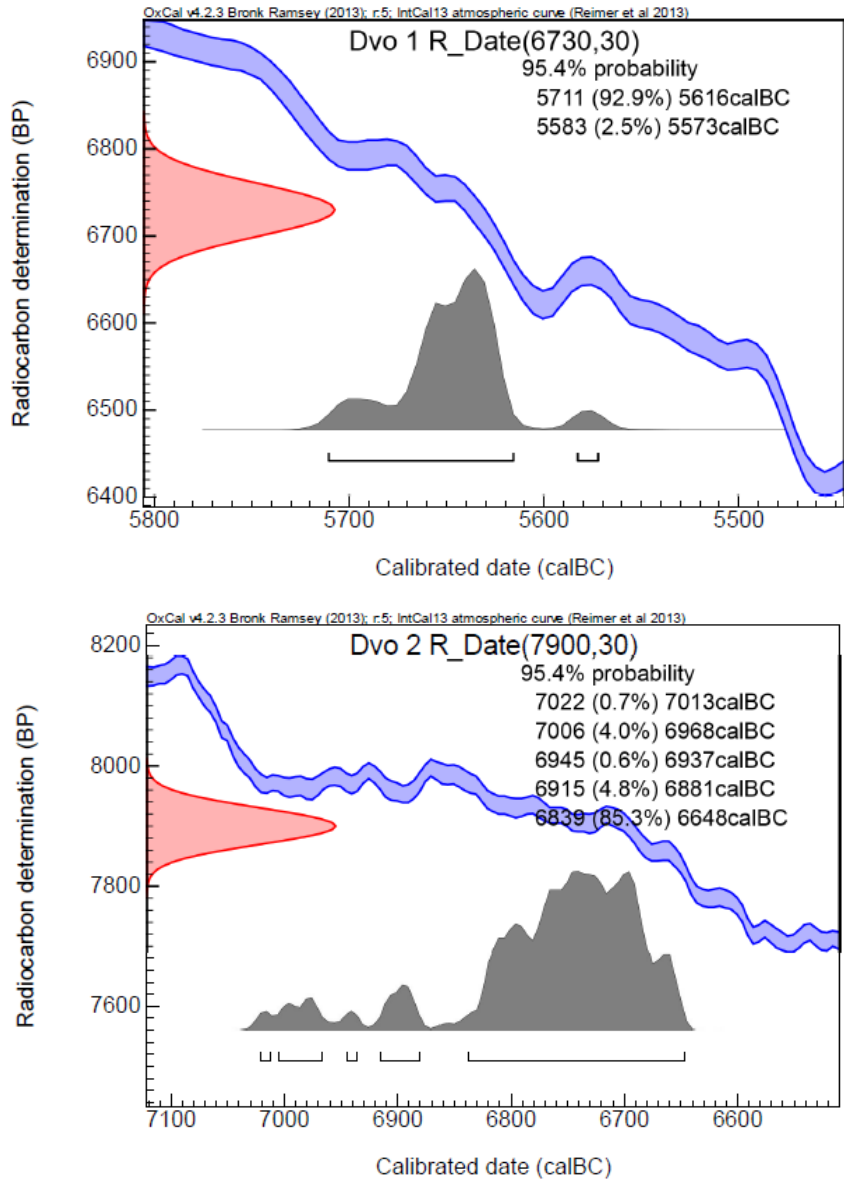 OxCal v4.2.3 Bronk Ramsey (2013); r:5; IntCal13 atmospheric curve (Reimer et al 2013)
Dvo 1 R_Date(6730,30)
95.4% probability
5711 (92.9%) 5616calBC
5583 (2.5%) 5573calBC
Radiocarbon determination (BP)
6900
6800
6700
6600
6500
6400
5800 5700 5600 5500
Calibrated date (calBC)
OxCal v4.2.3 Bronk Ramsey (2013); r:5; IntCal13 atmospheric curve (Reimer et al 2013)
Dvo 2 R_Date(7900,30)
95.4% probability
7022 (0.7%) 7013calBC
7006 (4.0%) 6968calBC
6945 (0.6%) 6937calBC
6915 (4.8%) 6881calBC
6839 (85.3%) 6648calBC
Radiocarbon determination (BP)
8200
8000
7800
7600
7100 7000 6900 6800 6700 6600
Calibrated date (calBC)